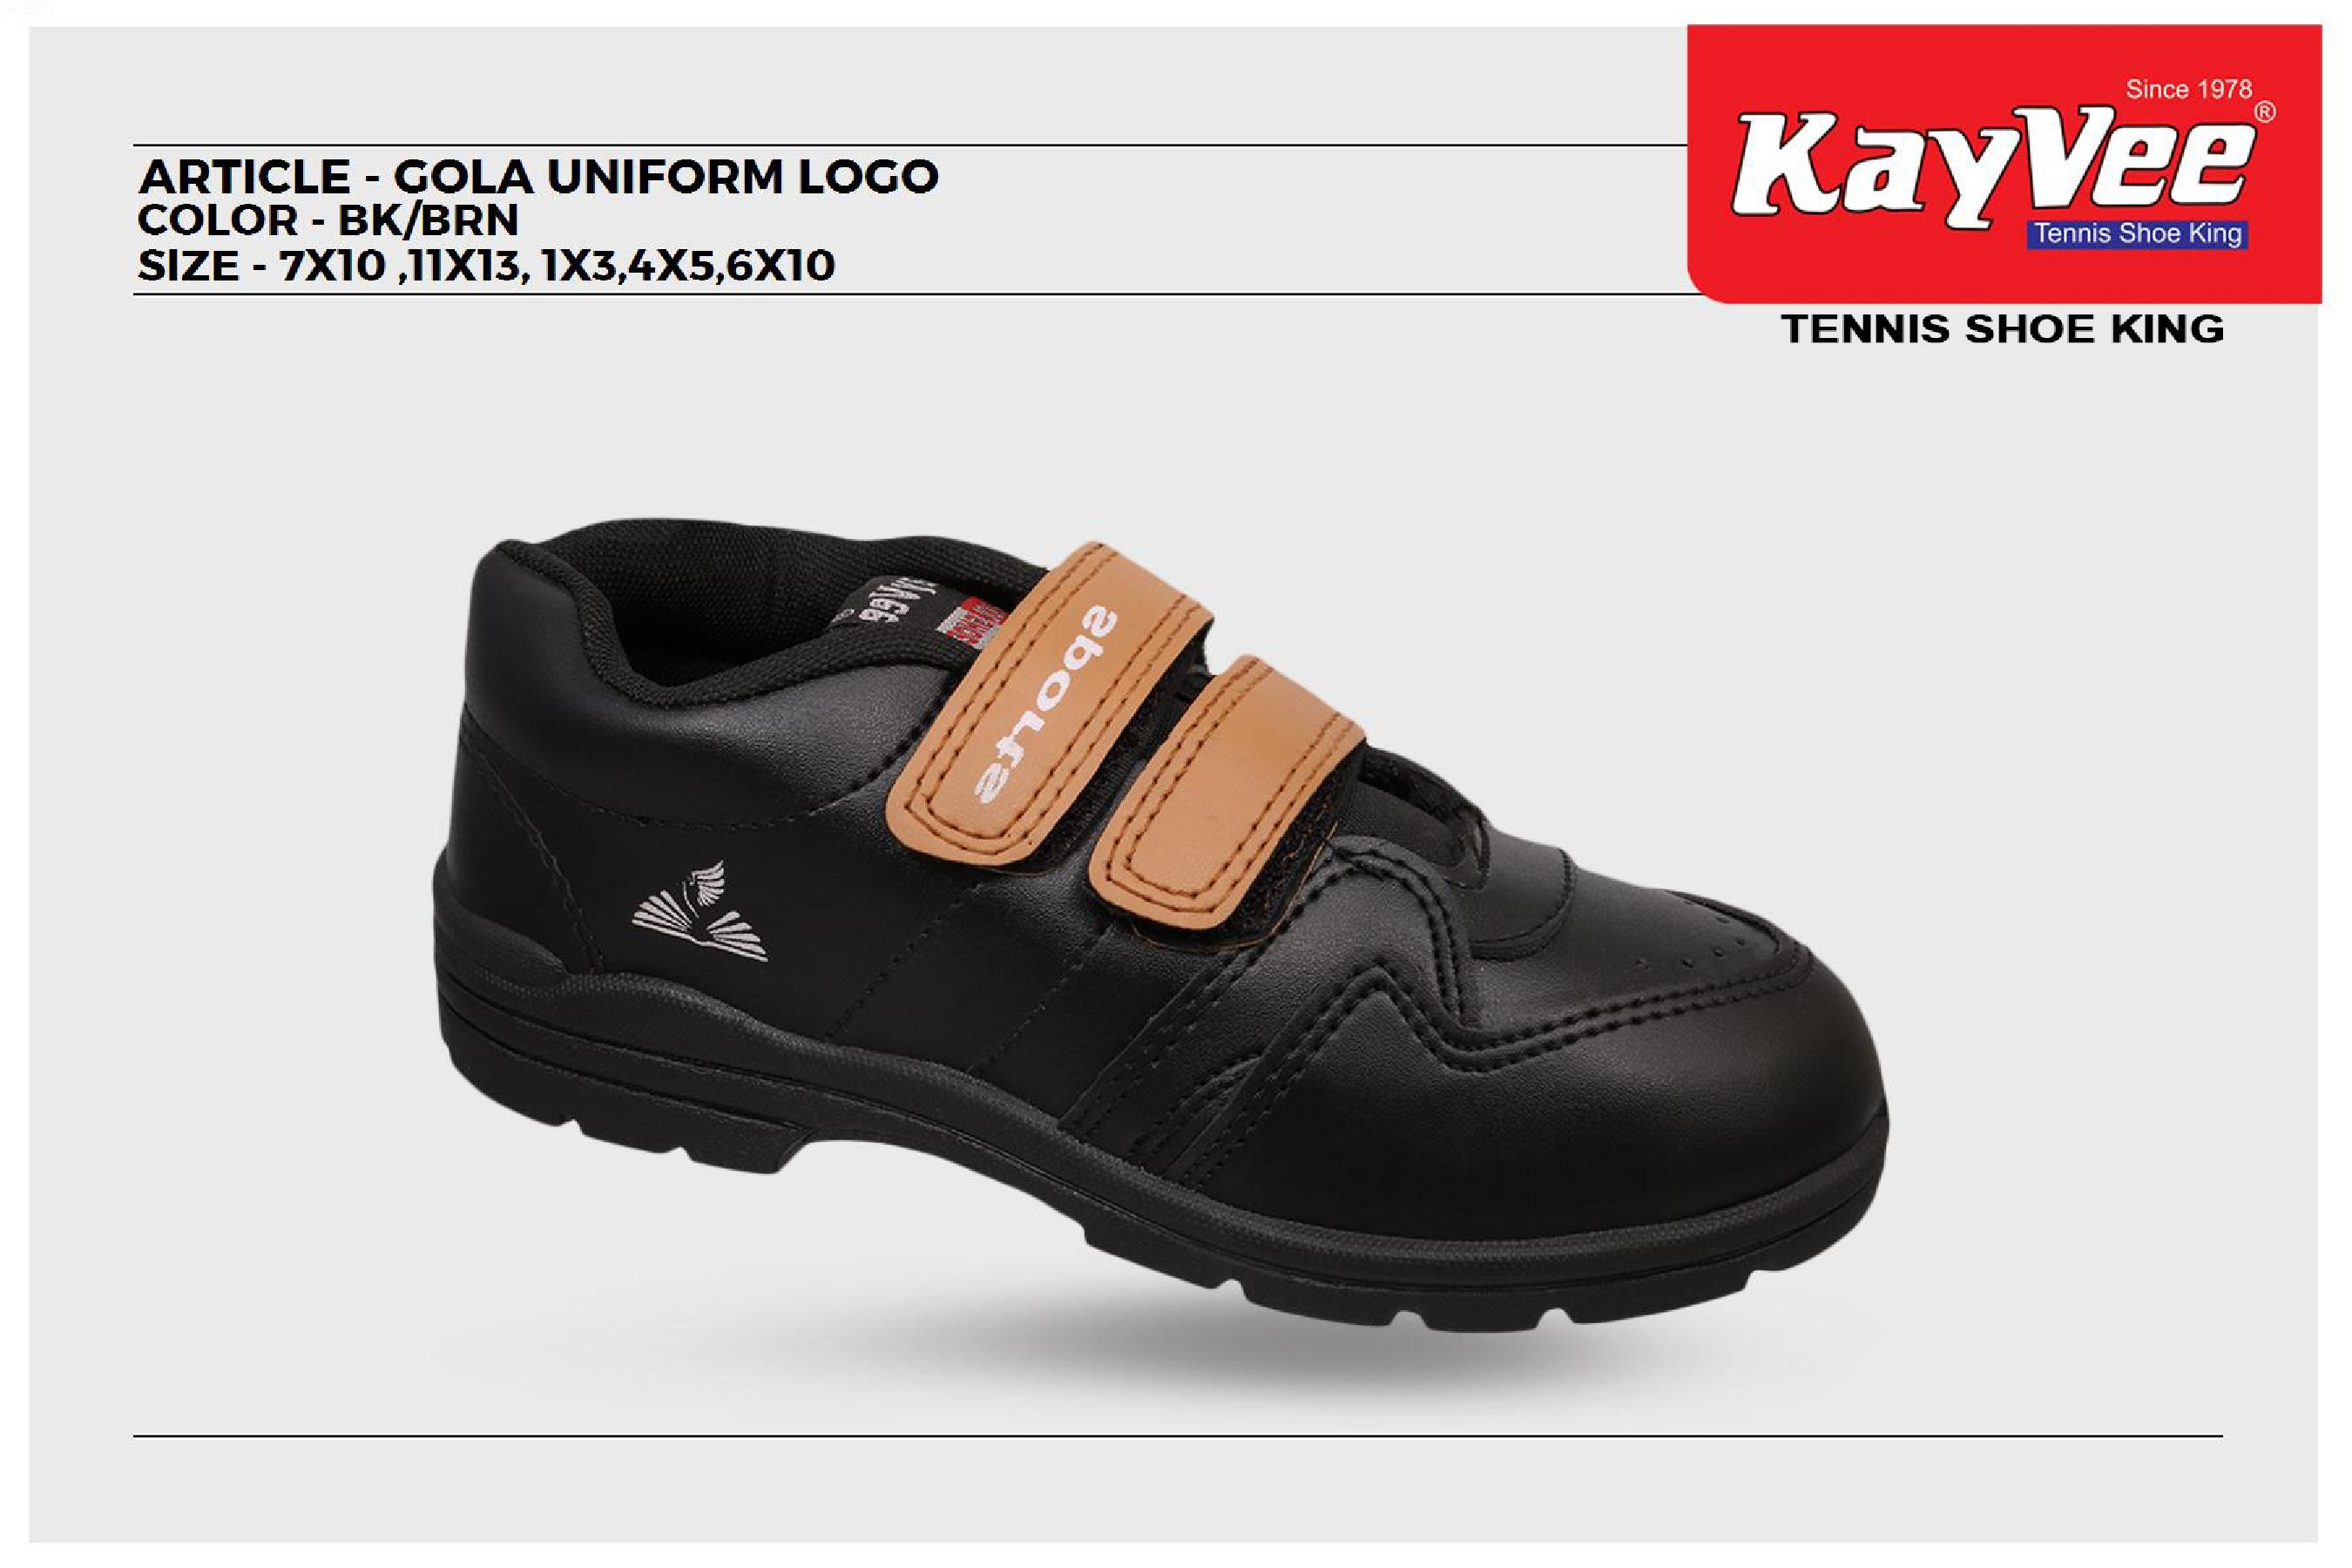 ARTICLE - GOLA UNIFORM LOGO
COLOR - BK/BRN
SIZE - 7X10 ,11X13, 1X3,4X5,6X10
Since 1978
KayVee®
Tennis Shoe King
TENNIS SHOE KING
sports